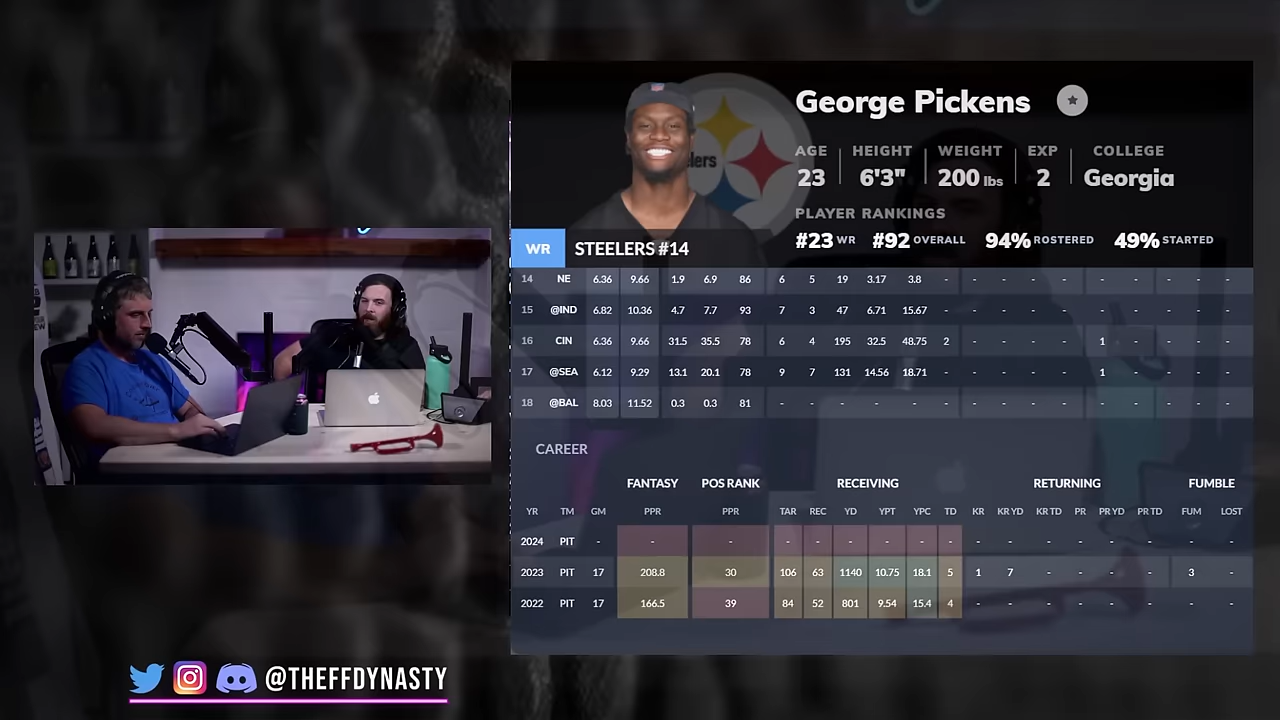 George Pickens
AGE HEIGHT WEIGHT EXP COLLEGE
23 6'3" 200 lbs 2 Georgia
PLAYER RANKINGS
#23 WR #92 OVERALL 94% ROSTERED 49% STARTED
WR STEELERS #14
14 NE 6.36 9.66 1.9 6.9 86 6 5 19 3.17 3.8 - - - - - - - - - -
15 @IND 6.82 10.36 4.7 7.7 93 7 3 47 6.71 15.67 - - - - - - - - - -
16 CIN 6.36 9.66 31.5 35.5 78 6 4 195 32.5 48.75 2 - - - - - 1 - - -
17 @SEA 6.12 9.29 13.1 20.1 78 9 7 131 14.56 18.71 - - - - - - 1 - - -
18 @BAL 8.03 11.52 0.3 0.3 81 - - - - - - - - - - - - - - -
CAREER
FANTASY POS RANK RECEIVING RETURNING FUMBLE
YR TM GM PPR PPR TAR REC YD YPT YPC TD KR KR YD KR TD PR PR YD PR TD FUM LOST
2024 PIT - - - - - - - - - - - - - - - - -
2023 PIT 17 208.8 30 106 63 1140 10.75 18.1 5 1 7 - - - - 3 -
2022 PIT 17 166.5 39 84 52 801 9.54 15.4 4 - - - - - - - -
@THEFFDYNASTY